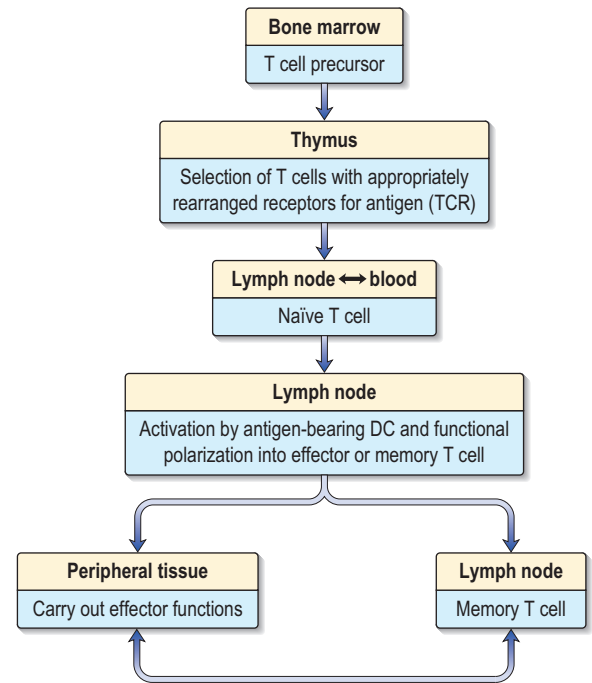 Bone marrow
T cell precursor
Thymus
Selection of T cells with appropriately
rearranged receptors for antigen (TCR)
Lymph node ↔ blood
Naïve T cell
Lymph node
Activation by antigen-bearing DC and functional
polarization into effector or memory T cell
Peripheral tissue
Carry out effector functions
Lymph node
Memory T cell